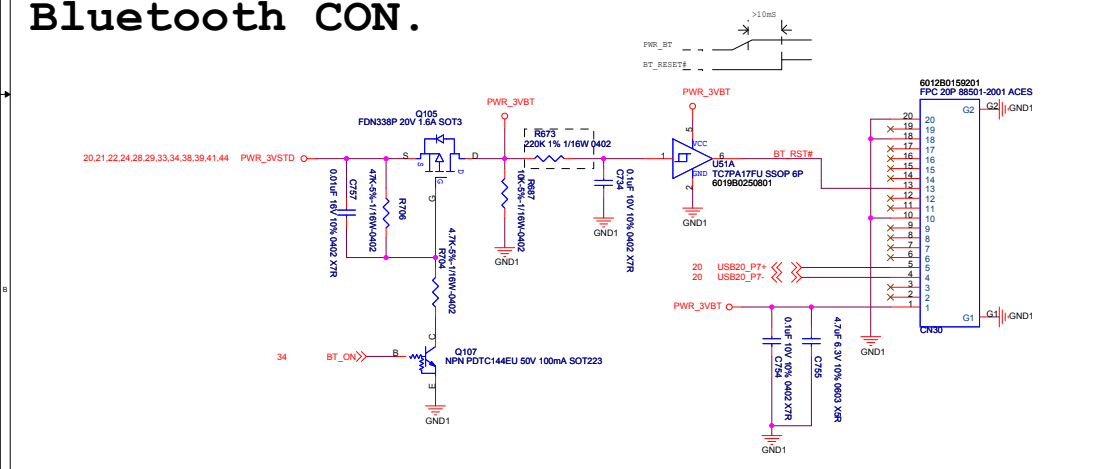 Bluetooth CON.
>10mS
PWR_BT
BT_RESET#
6012B0159201
FPC 20P 88501-2001 ACES
Q105
FDN338P 20V 1.6A SOT3
PWR_3VBT
PWR_3VBT
R673
220K 1% 1/16W 0402
20,21,22,24,28,29,33,34,38,39,41,44 PWR_3VSTD
S
S
D
D
G
G
C757
0.01uF 16V 10% 0402 X7R
R706
47K-5%-1/16W-0402
R687
10K-5%-1/16W-0402
C734
0.1uF 10V 10% 0402 X7R
GND1
GND1
1
5
VCC
6
GND
2
U51A
TC7PA17FU SSOP 6P
6019B0250801
GND1
BT_RST#
R704
4.7K-5%-1/16W-0402
34 BT_ON
B
C
E
Q107
NPN PDTC144EU 50V 100mA SOT223
GND1
20 USB20_P7+
20 USB20_P7-
PWR_3VBT
C754
0.1uF 10V 10% 0402 X7R
C755
4.7uF 6.3V 10% 0603 X5R
GND1
GND1
20 20
19 19
18 18
17 17
16 16
15 15
14 14
13 13
12 12
11 11
10 10
9 9
8 8
7 7
6 6
5 5
4 4
3 3
2 2
1 1
G2 G2 GND1
G1 G1 GND1
CN30
B